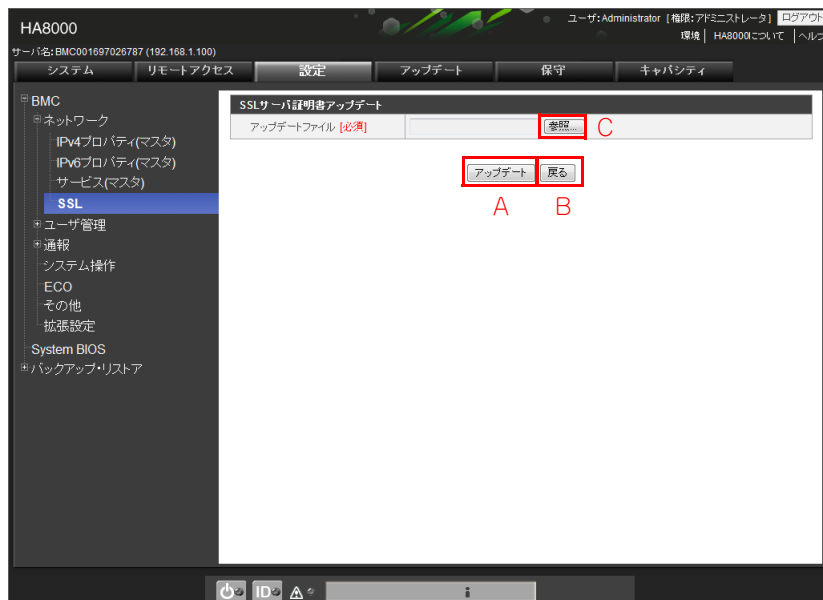 HA8000
ユーザ:Administrator [権限:アドミニストレータ] ログアウト
環境 | HA8000について | ヘルプ
サーバ名:BMC001697026787 (192.168.1.100)
システム リモートアクセス 設定 アップデート 保守 キャパシティ
BMC
ネットワーク
IPv4プロパティ(マスタ)
IPv6プロパティ(マスタ)
サービス(マスタ)
SSL
ユーザ管理
通報
システム操作
ECO
その他
拡張設定
System BIOS
バックアップ・リストア
SSLサーバ証明書アップデート
アップデートファイル [必須] 参照... C
アップデート 戻る
A B
ID